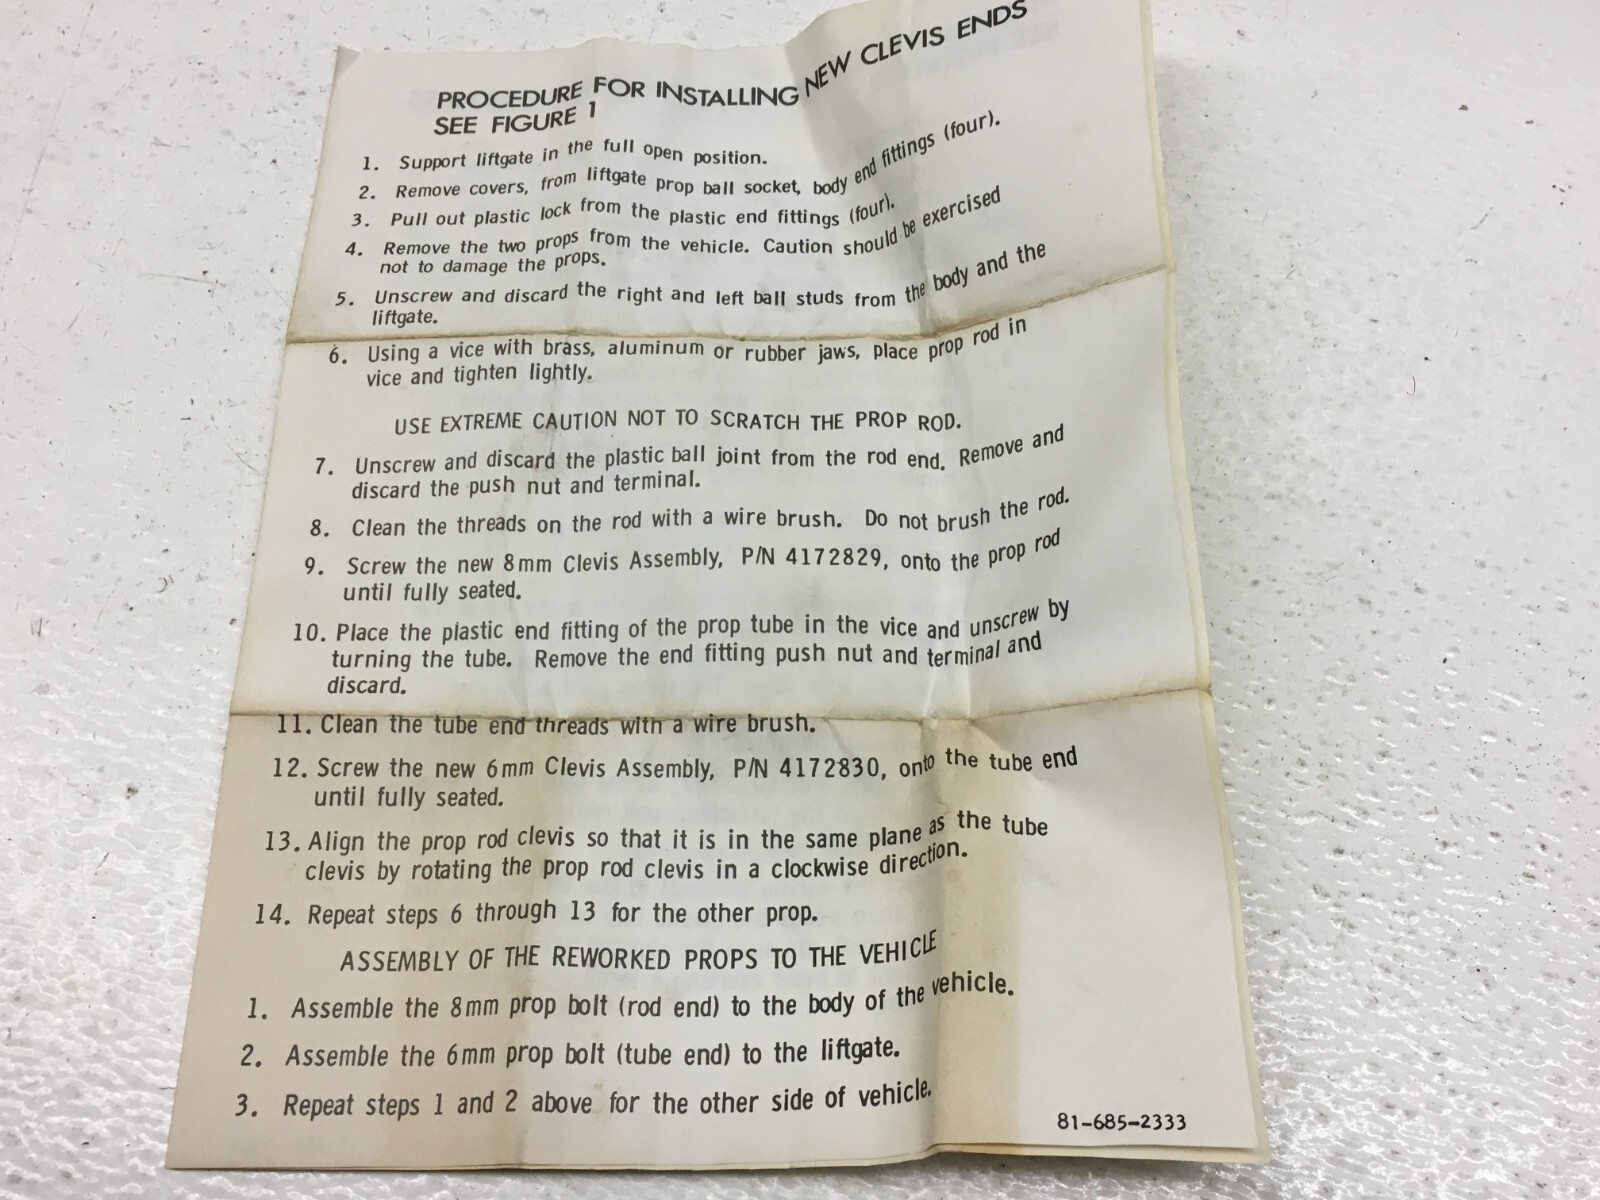 PROCEDURE FOR INSTALLING NEW CLEVIS ENDS
SEE FIGURE 1
1. Support liftgate in the full open position.
2. Remove covers, from liftgate prop ball socket, body end fittings (four).
3. Pull out plastic lock from the plastic end fittings (four).
4. Remove the two props from the vehicle. Caution should be exercised
not to damage the props.
5. Unscrew and discard the right and left ball studs from the body and the
liftgate.
6. Using a vice with brass, aluminum or rubber jaws, place prop rod in
vice and tighten lightly.
USE EXTREME CAUTION NOT TO SCRATCH THE PROP ROD.
7. Unscrew and discard the plastic ball joint from the rod end. Remove and
discard the push nut and terminal.
8. Clean the threads on the rod with a wire brush. Do not brush the rod.
9. Screw the new 8mm Clevis Assembly, P/N 4172829, onto the prop rod
until fully seated.
10. Place the plastic end fitting of the prop tube in the vice and unscrew by
turning the tube. Remove the end fitting push nut and terminal and
discard.
11. Clean the tube end threads with a wire brush.
12. Screw the new 6mm Clevis Assembly, P/N 4172830, onto the tube end
until fully seated.
13. Align the prop rod clevis so that it is in the same plane as the tube
clevis by rotating the prop rod clevis in a clockwise direction.
14. Repeat steps 6 through 13 for the other prop.
ASSEMBLY OF THE REWORKED PROPS TO THE VEHICLE
1. Assemble the 8mm prop bolt (rod end) to the body of the vehicle.
2. Assemble the 6mm prop bolt (tube end) to the liftgate.
3. Repeat steps 1 and 2 above for the other side of vehicle.
81-685-2333